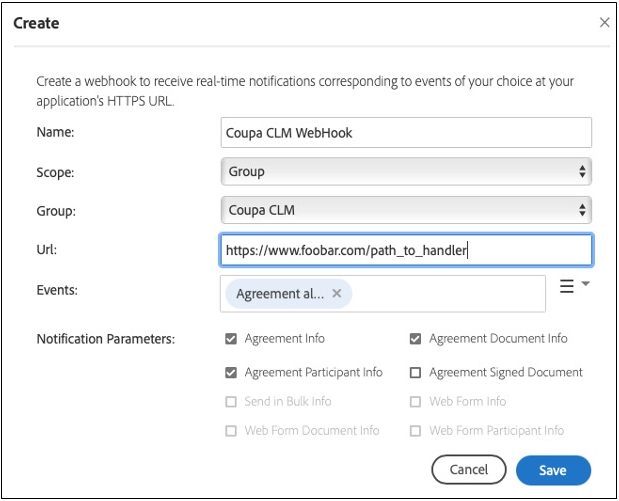 Create
Create a webhook to receive real-time notifications corresponding to events of your choice at your
application's HTTPS URL.
Name: Coupa CLM WebHook
Scope: Group
Group: Coupa CLM
Url: https://www.foobar.com/path_to_handler
Events: Agreement al...
Notification Parameters: Agreement Info Agreement Document Info
Agreement Participant Info Agreement Signed Document
Send in Bulk Info Web Form Info
Web Form Document Info Web Form Participant Info
Cancel Save